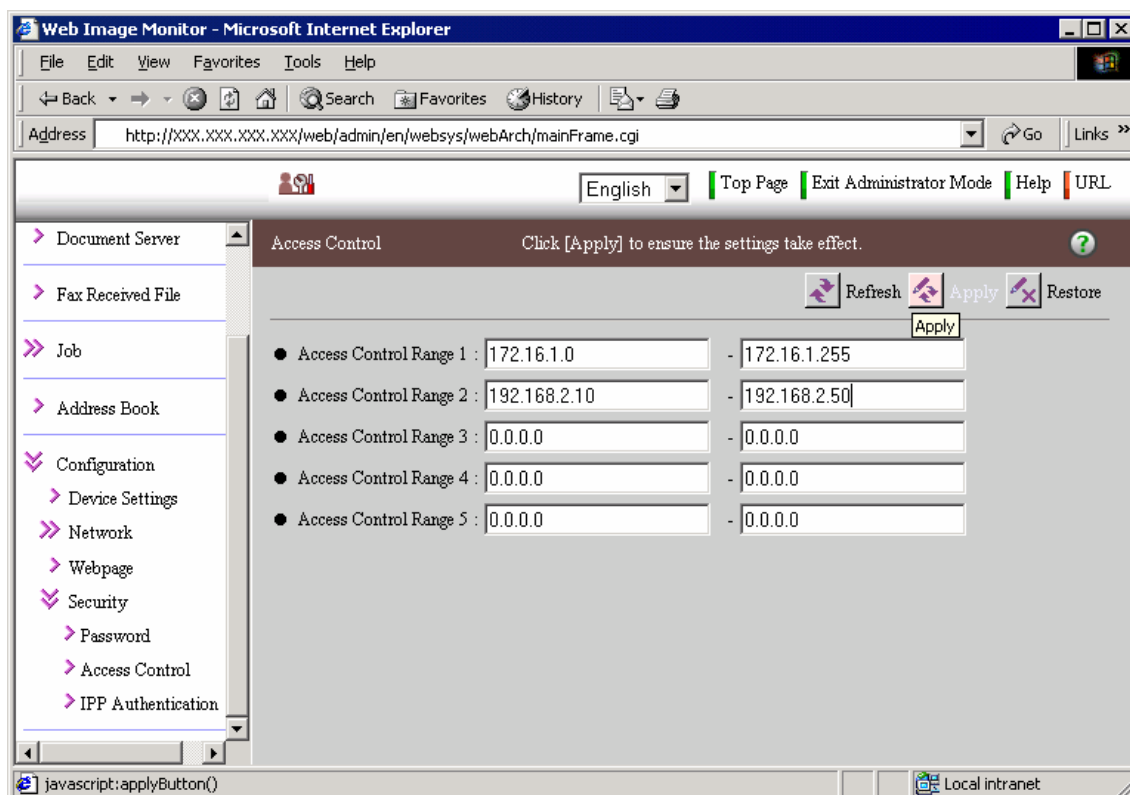 Web Image Monitor - Microsoft Internet Explorer
File Edit View Favorites Tools Help
Back Search Favorites History
Address http://XXX.XXX.XXX.XXX/web/admin/en/websys/webArch/mainFrame.cgi Go Links »
English Top Page Exit Administrator Mode Help URL
Document Server
Fax Received File
Job
Address Book
Configuration
Device Settings
Network
Webpage
Security
Password
Access Control
IPP Authentication
Access Control Click [Apply] to ensure the settings take effect. ?
Refresh Apply Restore
Apply
● Access Control Range 1 : 172.16.1.0 - 172.16.1.255
● Access Control Range 2 : 192.168.2.10 - 192.168.2.50
● Access Control Range 3 : 0.0.0.0 - 0.0.0.0
● Access Control Range 4 : 0.0.0.0 - 0.0.0.0
● Access Control Range 5 : 0.0.0.0 - 0.0.0.0
javascript:applyButton() Local intranet